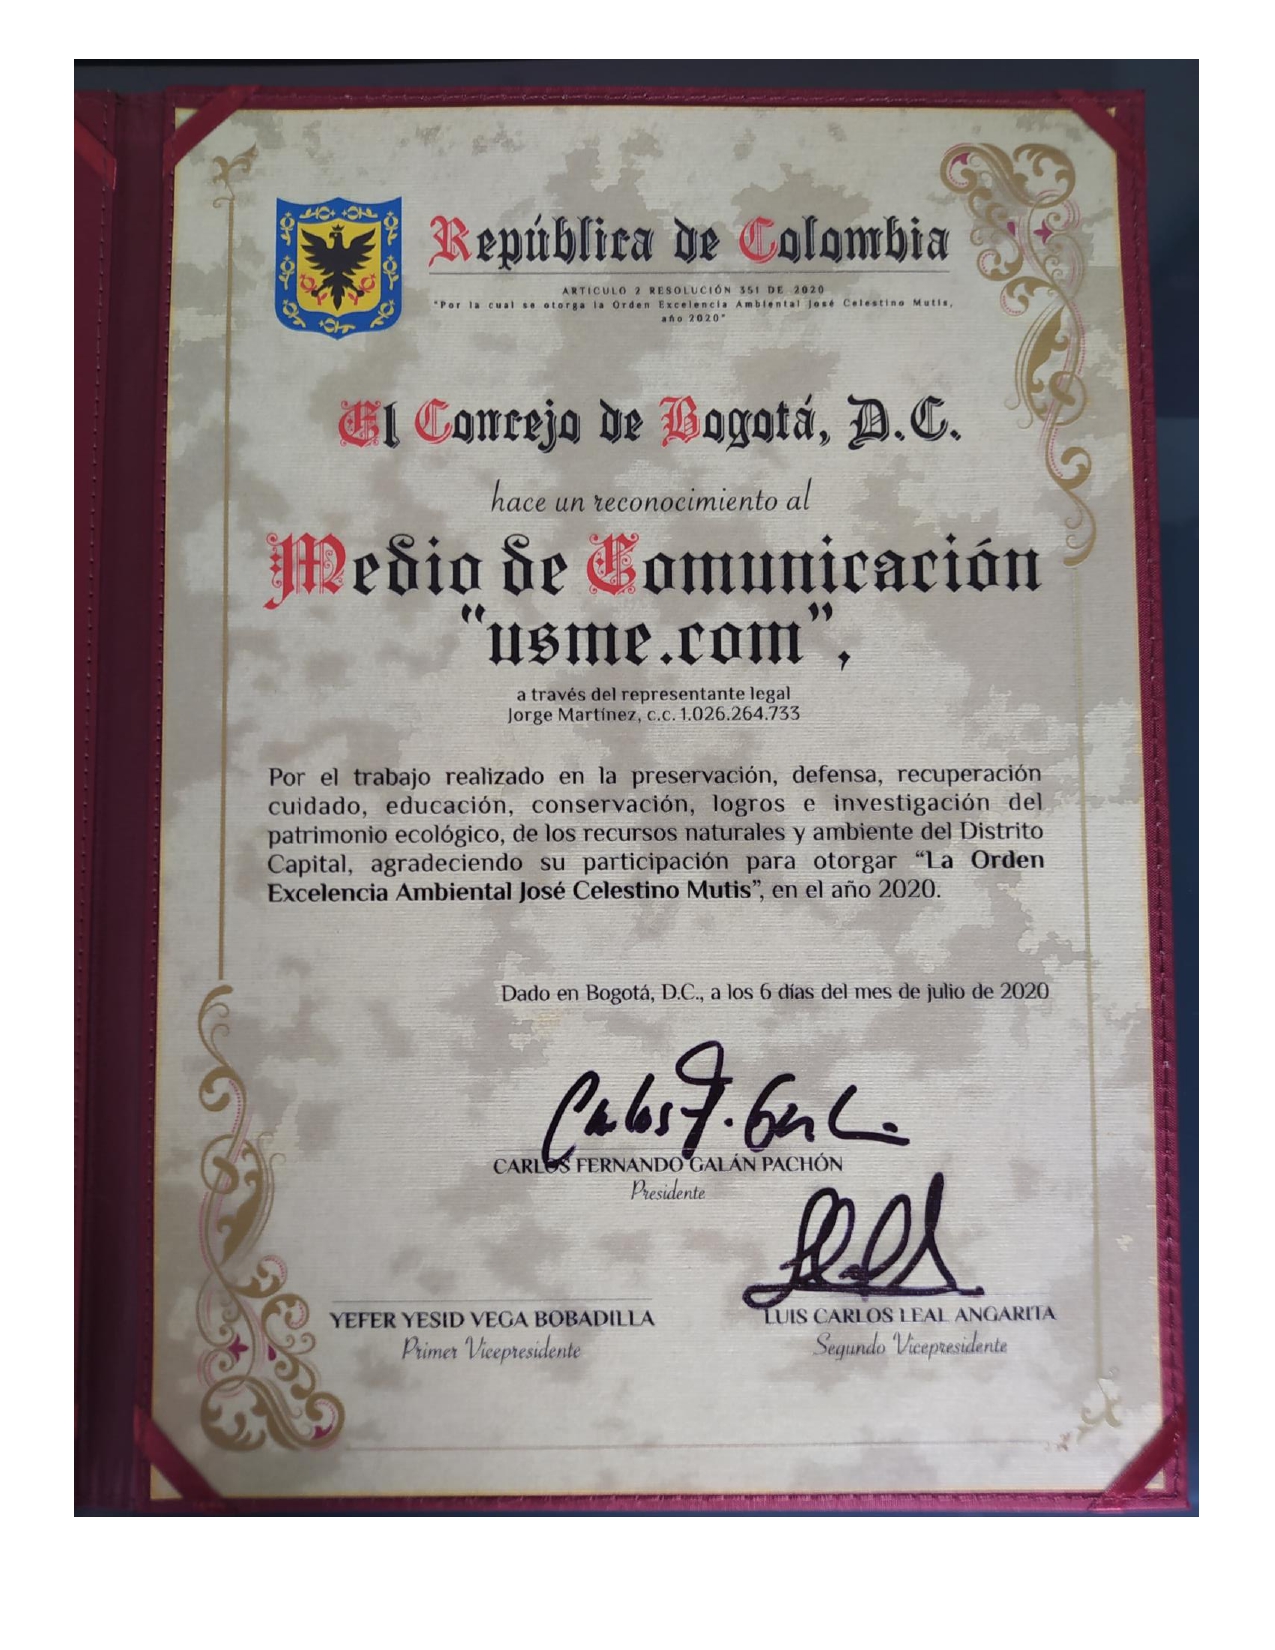 República de Colombia
ARTICULO 2 RESOLUCIÓN 351 DE 2020
"Por la cual se otorga la Orden Excelencia Ambiental José Celestino Mutis,
año 2020"
El Concejo de Bogotá, D.C.
hace un reconocimiento al
Medio de Comunicación
"usme.com",
a través del representante legal
Jorge Martínez, c.c. 1.026.264.733
Por el trabajo realizado en la preservación, defensa, recuperación
cuidado, educación, conservación, logros e investigación del
patrimonio ecológico, de los recursos naturales y ambiente del Distrito
Capital, agradeciendo su participación para otorgar “La Orden
Excelencia Ambiental José Celestino Mutis”, en el año 2020.
Dado en Bogotá, D.C., a los 6 días del mes de julio de 2020
Carlos F. Galán
CARLOS FERNANDO GALÁN PACHÓN
Presidente
YEFER YESID VEGA BOBADILLA
Primer Vicepresidente
LUIS CARLOS LEAL ANGARITA
Segundo Vicepresidente